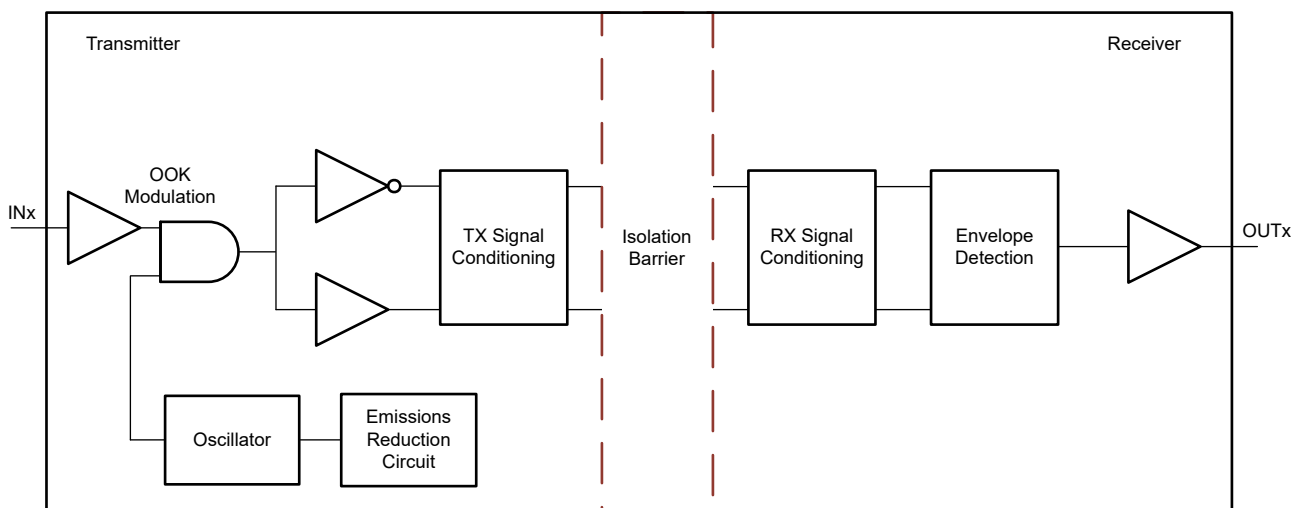 Transmitter
Receiver
OOK
Modulation
INx
TX Signal
Conditioning
Isolation
Barrier
RX Signal
Conditioning
Envelope
Detection
OUTx
Oscillator
Emissions
Reduction
Circuit